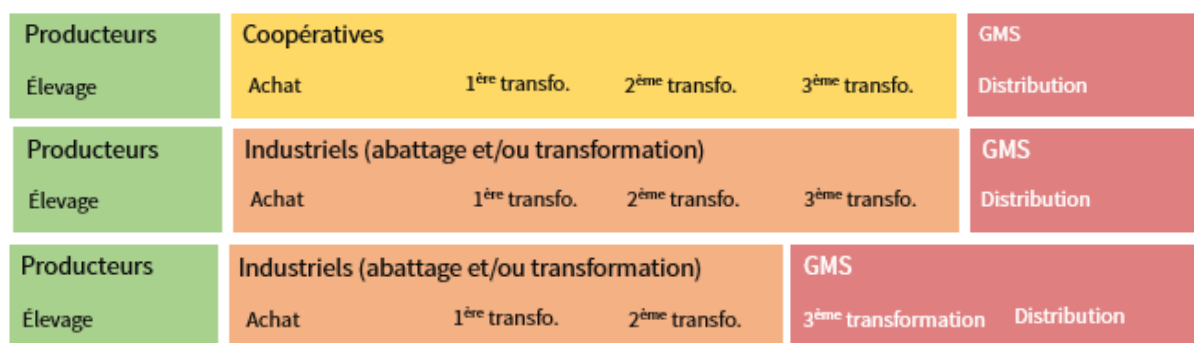 Producteurs Coopératives GMS
Élevage Achat 1ère transfo. 2ème transfo. 3ème transfo. Distribution
Producteurs Industriels (abattage et/ou transformation) GMS
Élevage Achat 1ère transfo. 2ème transfo. 3ème transfo. Distribution
Producteurs Industriels (abattage et/ou transformation) GMS
Élevage Achat 1ère transfo. 2ème transfo. 3ème transformation Distribution